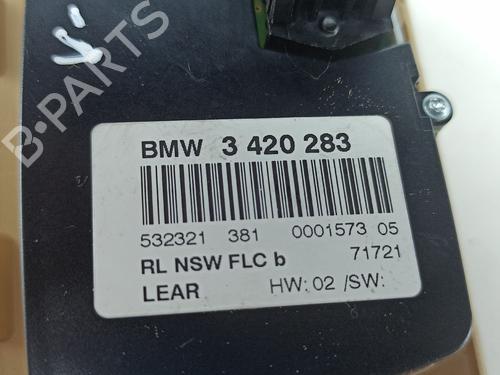 B-PARTS
BMW 3 420 283
532321 381 0001573 05
RL NSW FLC b 71721
LEAR HW: 02 /SW: